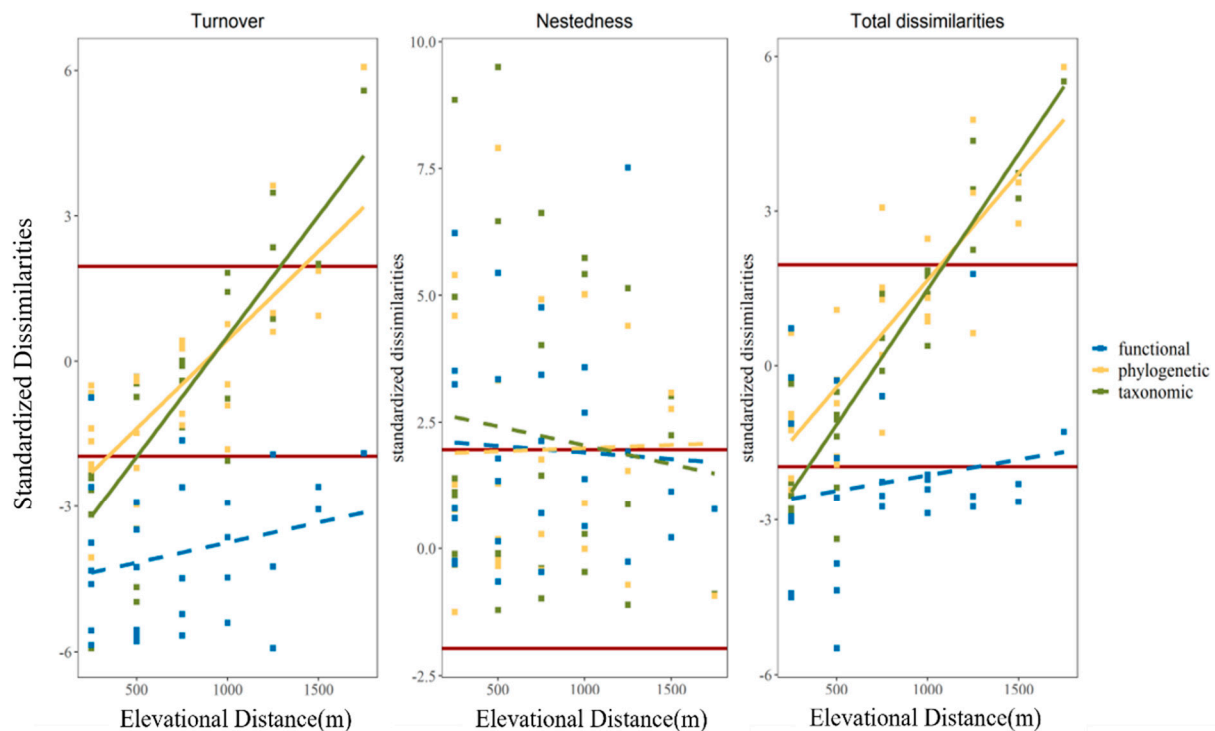 Turnover
Nestedness
Total dissimilarities
Standardized Dissimilarities
6
3
0
-3
-6
500
1000
1500
Elevational Distance(m)
standardized dissimilarities
10.0
7.5
5.0
2.5
0.0
-2.5
500
1000
1500
Elevational Distance(m)
standardized dissimilarities
6
3
0
-3
-6
500
1000
1500
Elevational Distance(m)
functional
phylogenetic
taxonomic